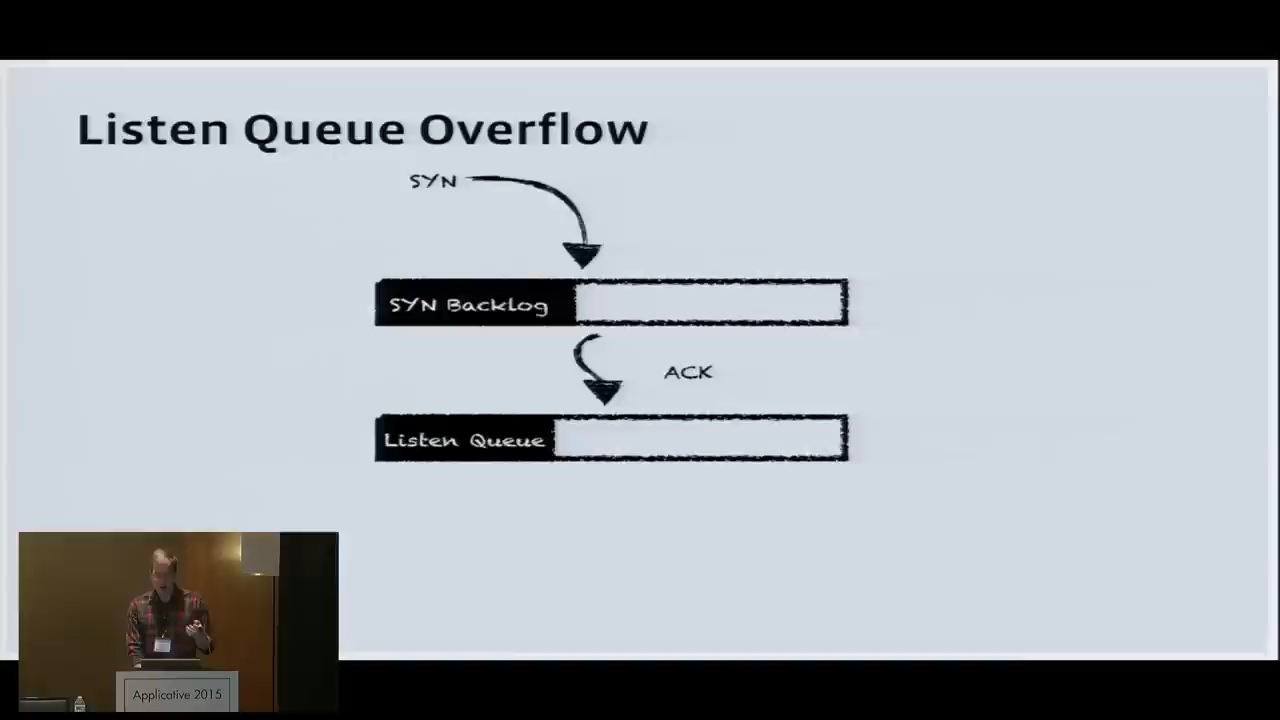 Listen Queue Overflow
SYN
SYN Backlog
ACK
Listen Queue
Applicative 2015